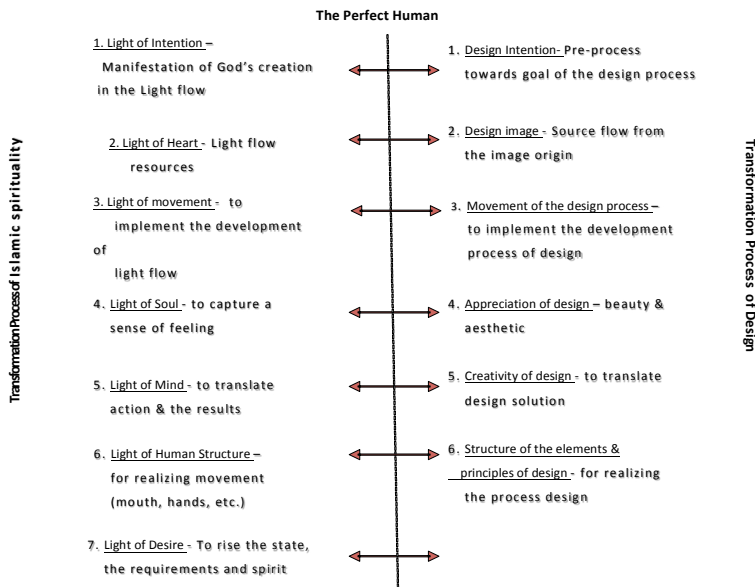 The Perfect Human
Transformation Process of Islamic spirituality
1. Light of Intention –
Manifestation of God's creation
in the Light flow
2. Light of Heart - Light flow
resources
3. Light of movement - to
implement the development
of
light flow
4. Light of Soul - to capture a
sense of feeling
5. Light of Mind - to translate
action & the results
6. Light of Human Structure –
for realizing movement
(mouth, hands, etc.)
7. Light of Desire - To rise the state,
the requirements and spirit
1. Design Intention- Pre-process
towards goal of the design process
2. Design image - Source flow from
the image origin
3. Movement of the design process –
to implement the development
process of design
4. Appreciation of design – beauty &
aesthetic
5. Creativity of design - to translate
design solution
6. Structure of the elements &
principles of design - for realizing
the process design
Transformation Process of Design